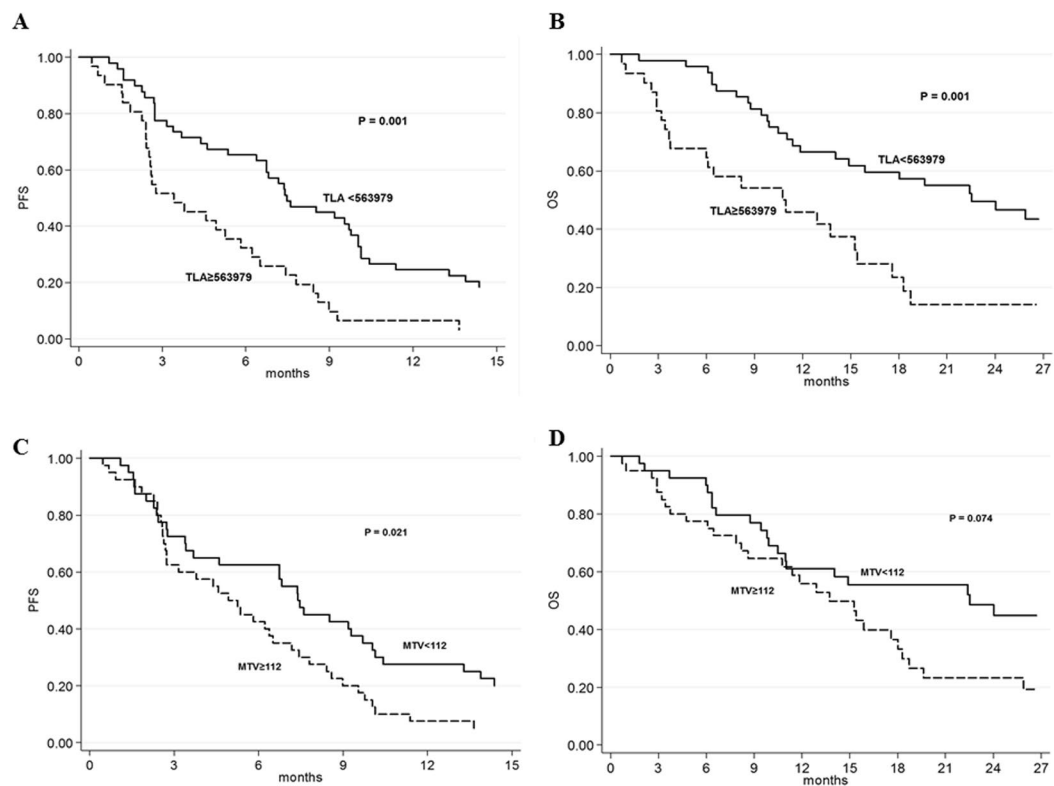 A
PFS
1.00
0.80
0.60
0.40
0.20
0.00
P = 0.001
TLA <563979
TLA≥563979
0 3 6 9 12 15
months
B
OS
1.00
0.80
0.60
0.40
0.20
0.00
P = 0.001
TLA<563979
TLA≥563979
0 3 6 9 12 15 18 21 24 27
months
C
PFS
1.00
0.80
0.60
0.40
0.20
0.00
P = 0.021
MTV<112
MTV≥112
0 3 6 9 12 15
months
D
OS
1.00
0.80
0.60
0.40
0.20
0.00
P = 0.074
MTV<112
MTV≥112
0 3 6 9 12 15 18 21 24 27
months